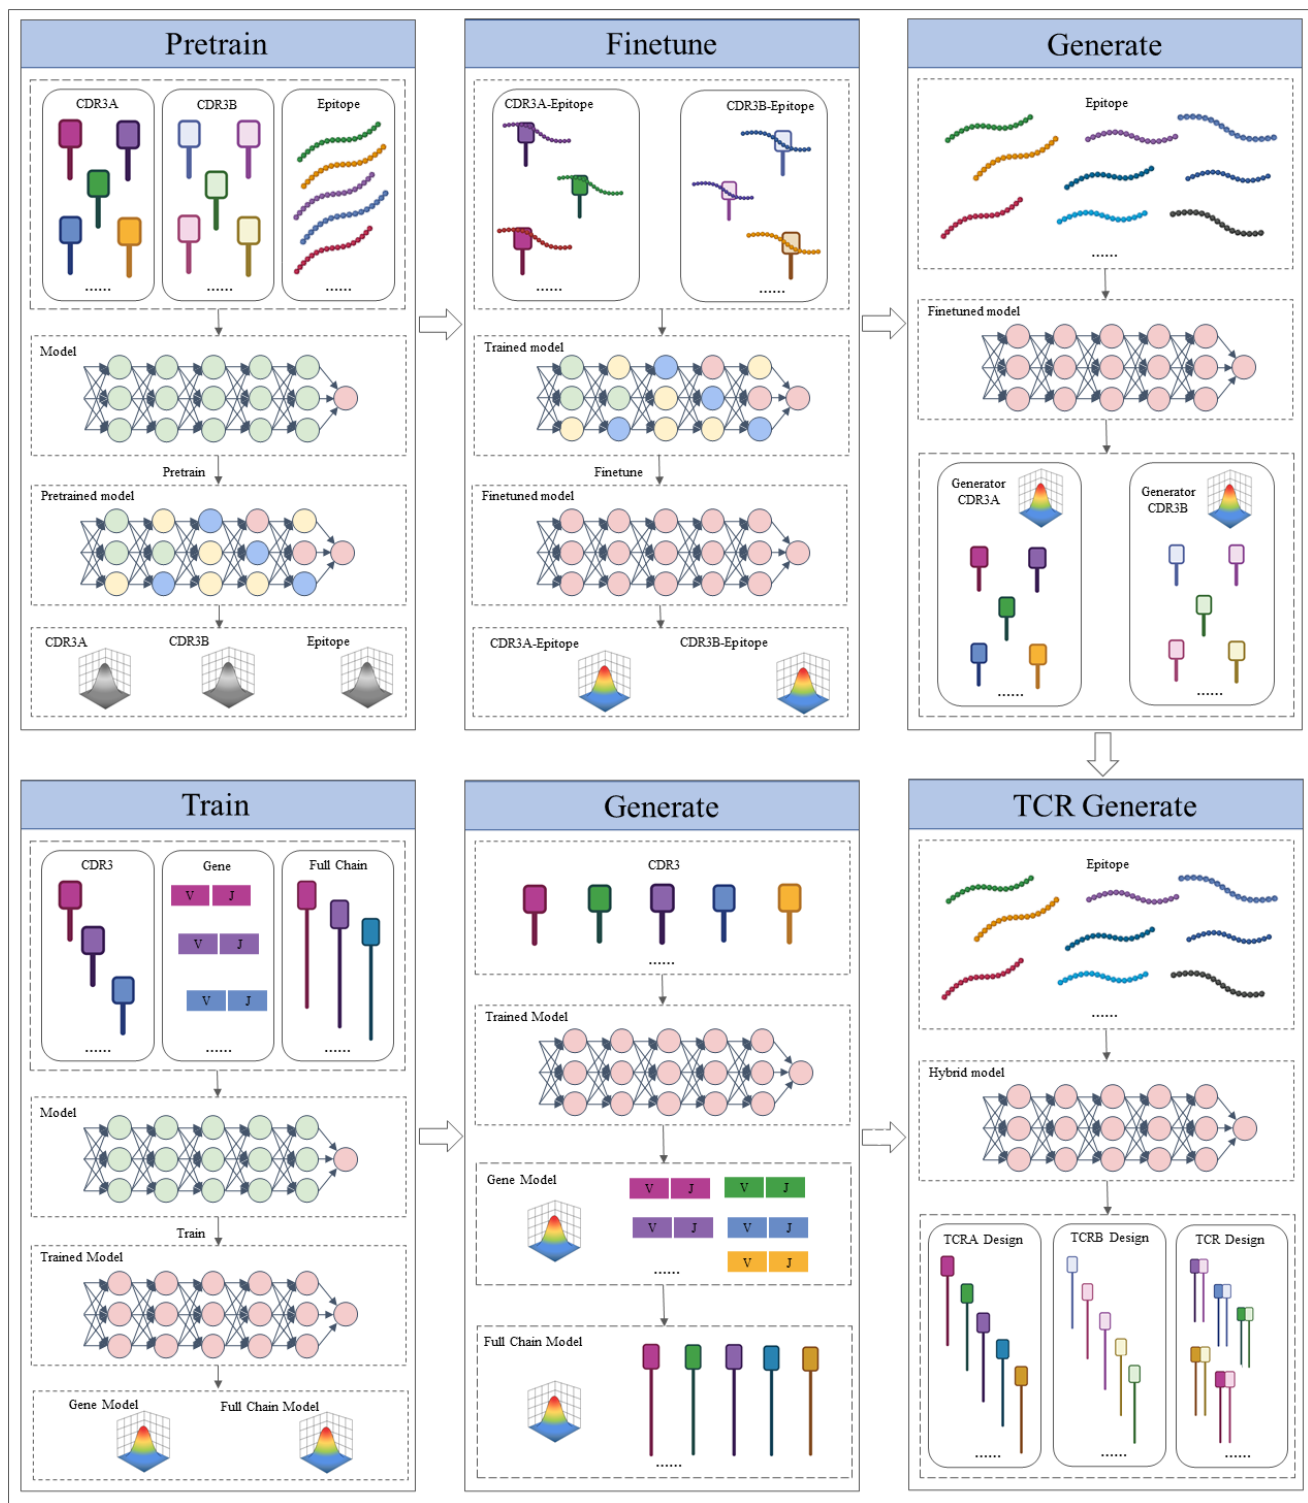 Pretrain
CDR3A
CDR3B
Epitope
......
......
......
Model
Pretrain
Pretrained model
CDR3A
CDR3B
Epitope
Finetune
CDR3A-Epitope
CDR3B-Epitope
......
......
Trained model
Finetune
Finetuned model
CDR3A-Epitope
CDR3B-Epitope
Generate
Epitope
......
Finetuned model
Generator
CDR3A
Generator
CDR3B
......
......
Train
CDR3
Gene
Full Chain
V J
V J
V J
......
......
......
Model
Train
Trained Model
Gene Model
Full Chain Model
Generate
CDR3
......
Trained Model
Gene Model
V J
V J
V J
V J
V J
......
Full Chain Model
......
TCR Generate
Epitope
......
Hybrid model
TCRA Design
TCRB Design
TCR Design
......
......
......